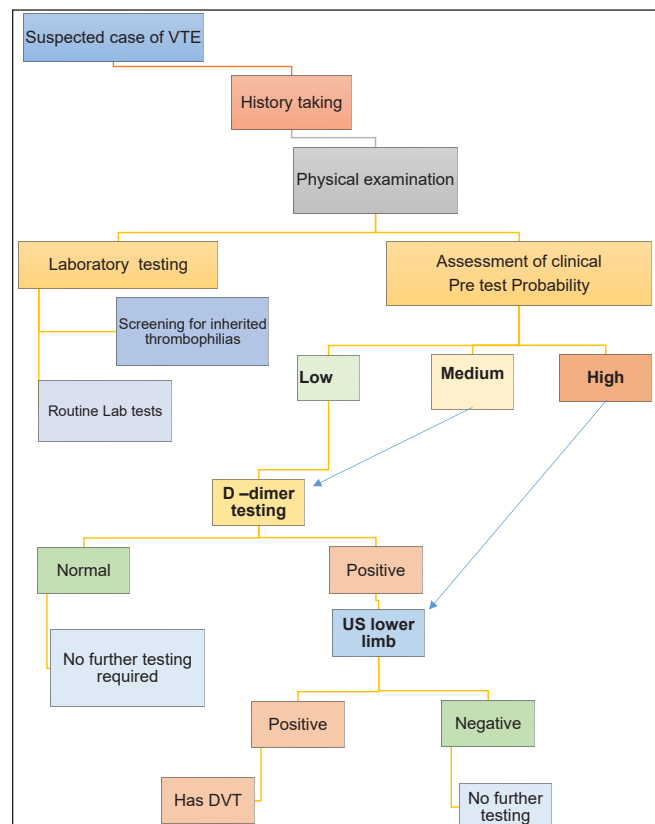 Suspected case of VTE
History taking
Physical examination
Laboratory testing
Assessment of clinical
Pre test Probability
Screening for inherited
thrombophilias
Routine Lab tests
Low
Medium
High
D –dimer
testing
Normal
Positive
No further testing
required
US lower
limb
Positive
Negative
Has DVT
No further
testing